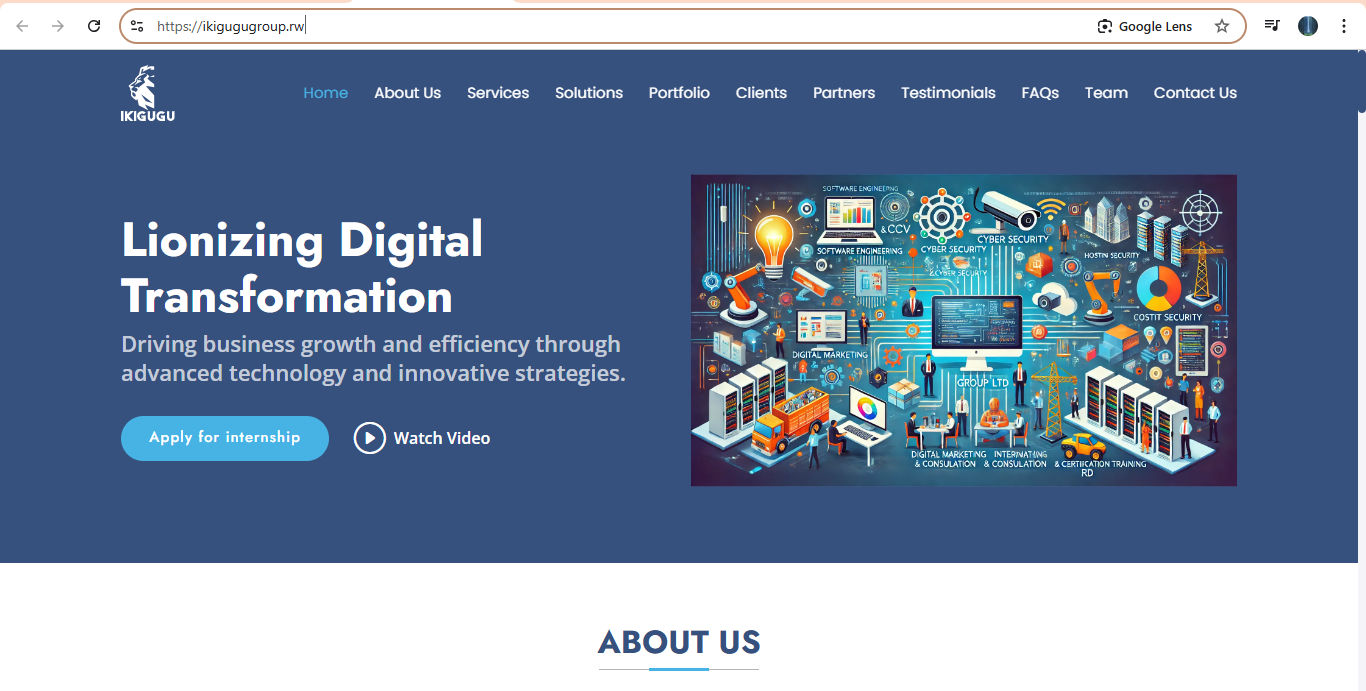 https://ikigugugroup.rw
Google Lens
IKIGUGU
Home About Us Services Solutions Portfolio Clients Partners Testimonials FAQs Team Contact Us
Lionizing Digital
Transformation
Driving business growth and efficiency through
advanced technology and innovative strategies.
Apply for internship
Watch Video
SOFTWARE ENGINEERING
& CCV
SOFTWARE ENGINEERING
CYBER SECURITY
CYBER SECURITY
& CYBER SECURITY
HOSTIN SECURITY
COSTIT SECURITY
DIGITAL MARKETING
GROUP LTD
DIGITAL MARKETING
& CONSULATION
& CONSULATION
& CERTIICATION TRAINING
RD
ABOUT US